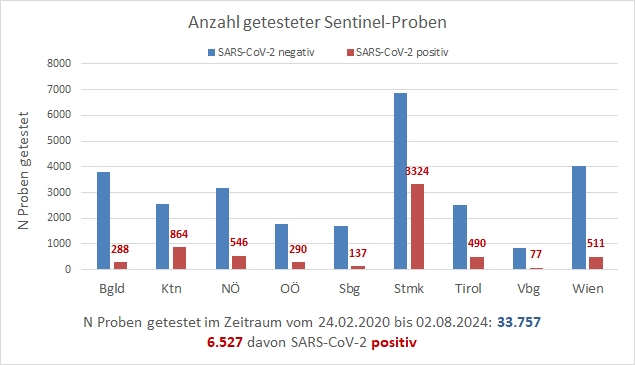 Anzahl getesteter Sentinel-Proben
SARS-CoV-2 negativ SARS-CoV-2 positiv
N Proben getestet
8000
7000
6000
5000
4000
3000
2000
1000
0
288 864 546 290 137 3324 490 77 511
Bgld Ktn NÖ OÖ Sbg Stmk Tirol Vbg Wien
N Proben getestet im Zeitraum vom 24.02.2020 bis 02.08.2024: 33.757
6.527 davon SARS-CoV-2 positiv